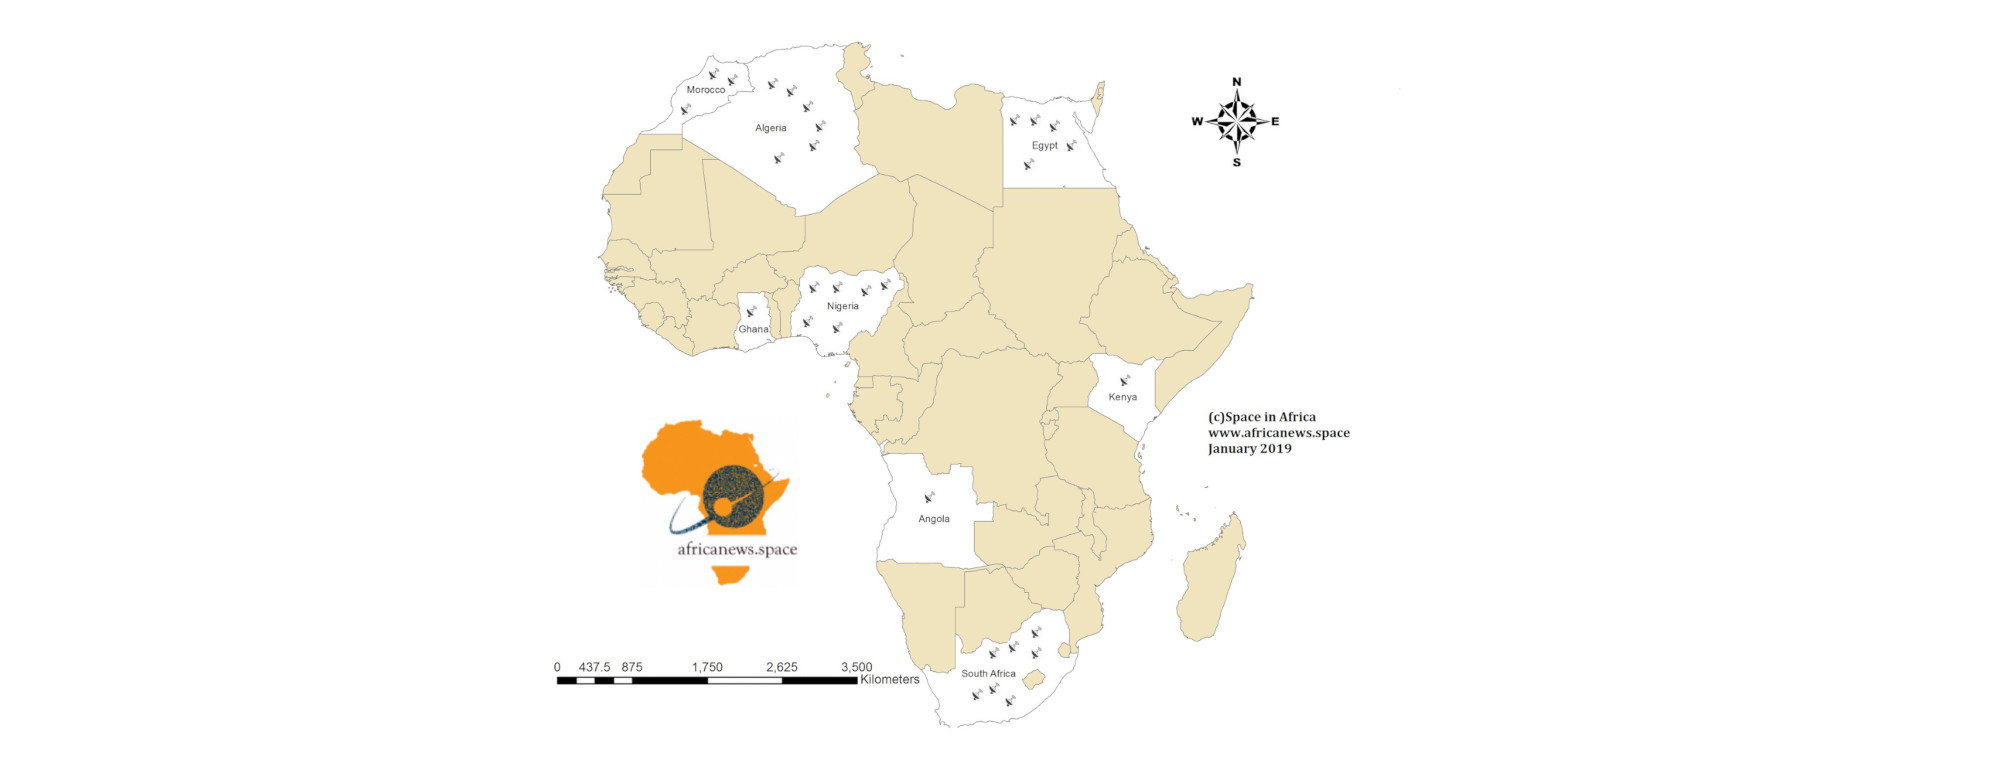 N
W E
S
Morocco
Algeria
Egypt
Nigeria
Ghana
Kenya
(c)Space in Africa
www.africanews.space
January 2019
Angola
africanews.space
South Africa
0 437.5 875 1,750 2,625 3,500
Kilometers